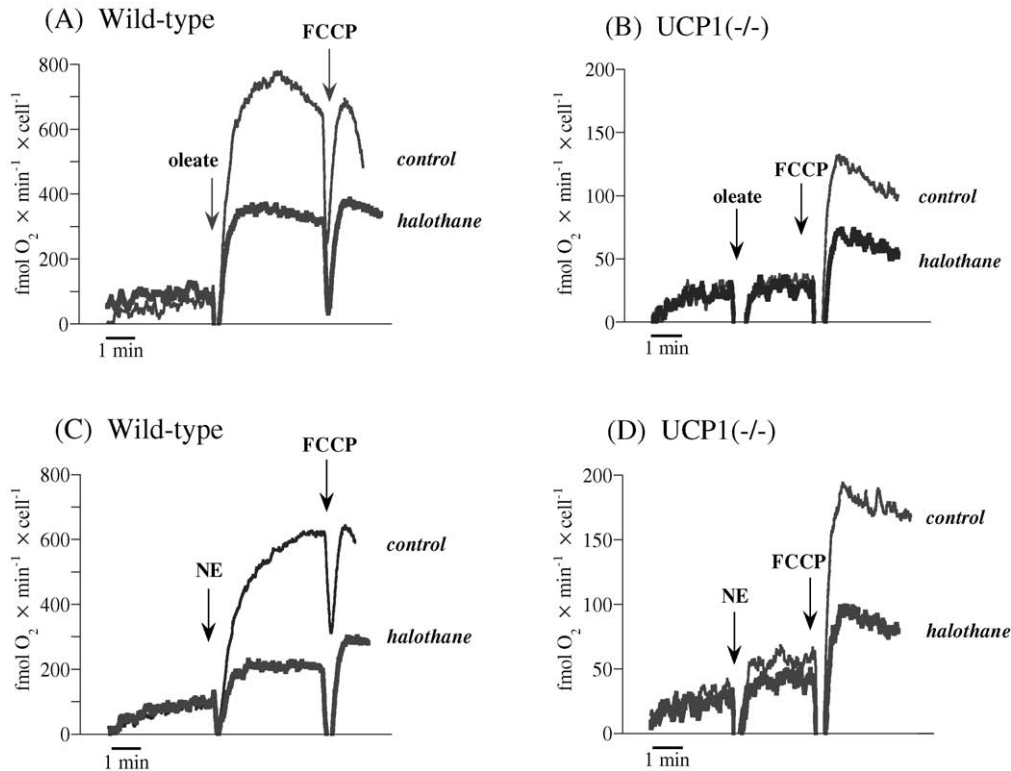 (A) Wild-type
FCCP
800
600
400
200
0
fmol O₂ × min⁻¹ × cell⁻¹
oleate
control
halothane
1 min
(B) UCP1(-/-)
200
150
100
50
0
fmol O₂ × min⁻¹ × cell⁻¹
oleate
FCCP
control
halothane
1 min
(C) Wild-type
FCCP
800
600
400
200
0
fmol O₂ × min⁻¹ × cell⁻¹
NE
control
halothane
1 min
(D) UCP1(-/-)
200
150
100
50
0
fmol O₂ × min⁻¹ × cell⁻¹
NE
FCCP
control
halothane
1 min